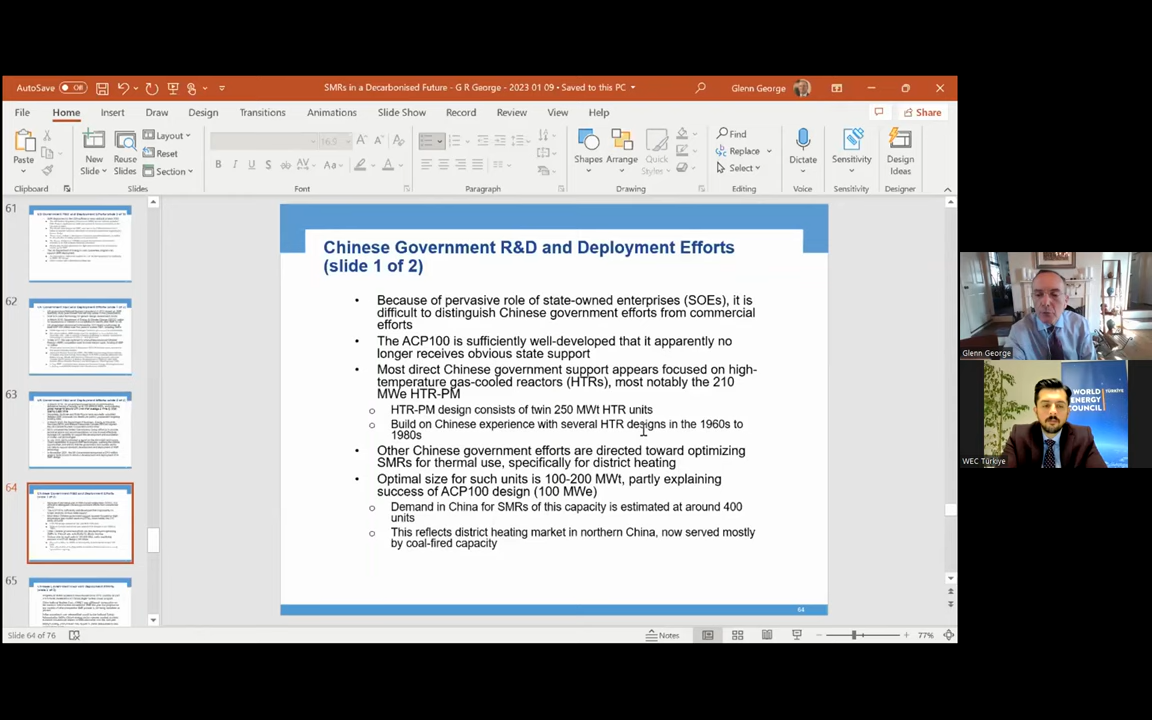 AutoSave Off SMRs in a Decarbonised Future - G R George - 2023 01 09 • Saved to this PC Glenn George
File Home Insert Draw Design Transitions Animations Slide Show Record Review View Help Share
Paste New Slide Reuse Slides Layout Reset Section
Shapes Arrange Quick Styles Find Replace Select Dictate Sensitivity Design Ideas
Clipboard Slides Font Paragraph Drawing Editing Voice Sensitivity Designer
61
62
63
64
65
Chinese Government R&D and Deployment Efforts
(slide 1 of 2)
• Because of pervasive role of state-owned enterprises (SOEs), it is
difficult to distinguish Chinese government efforts from commercial
efforts
• The ACP100 is sufficiently well-developed that it apparently no
longer receives obvious state support
• Most direct Chinese government support appears focused on high-
temperature gas-cooled reactors (HTRs), most notably the 210
MWe HTR-PM
o HTR-PM design consists of twin 250 MWt HTR units
o Build on Chinese experience with several HTR designs in the 1960s to
1980s
• Other Chinese government efforts are directed toward optimizing
SMRs for thermal use, specifically for district heating
• Optimal size for such units is 100-200 MWt, partly explaining
success of ACP100 design (100 MWe)
o Demand in China for SMRs of this capacity is estimated at around 400
units
o This reflects district heating market in northern China, now served mostly
by coal-fired capacity
64
Slide 64 of 76 Notes 77%
Glenn George
WORLD
ENERGY
COUNCIL
TÜRKİYE
WEC Türkiye